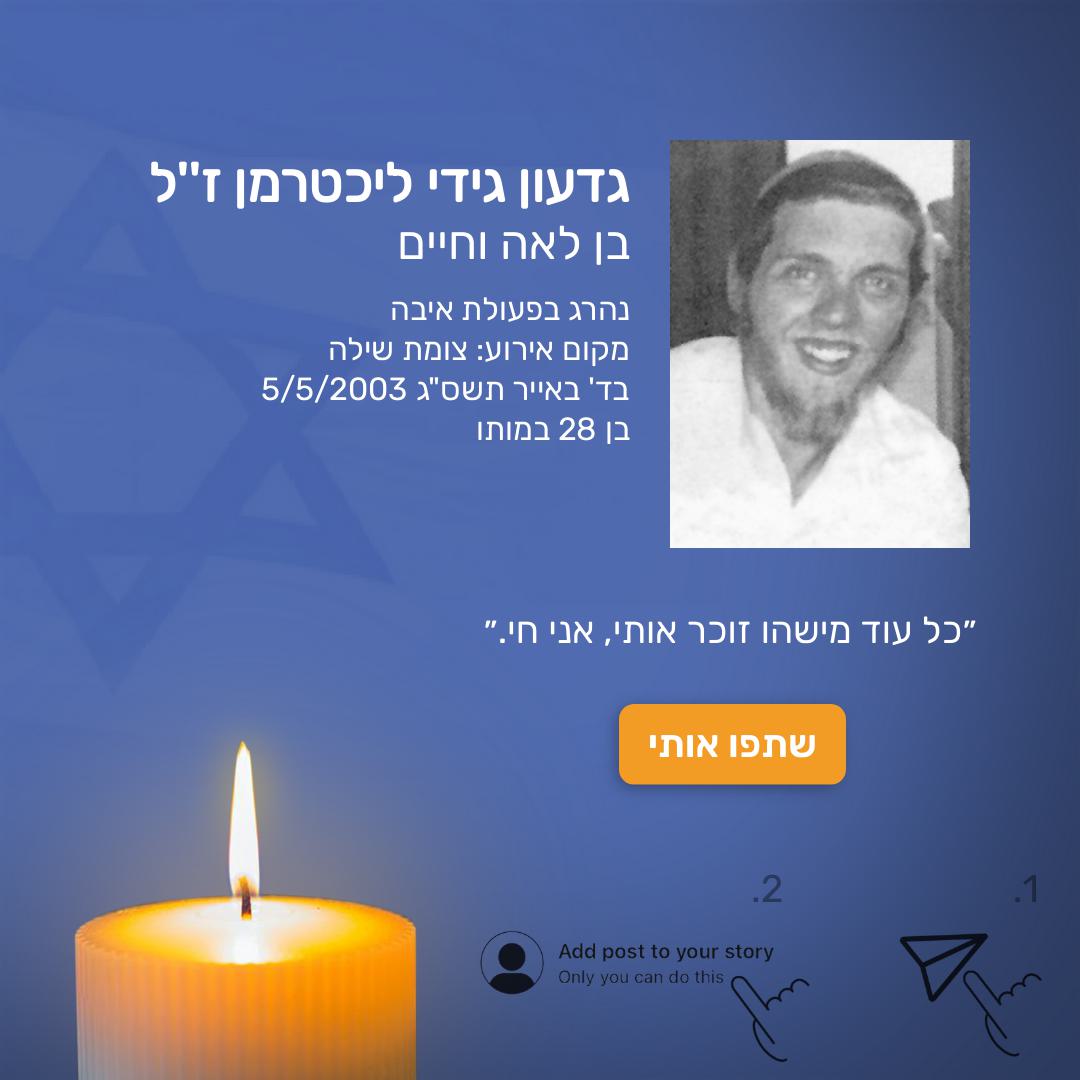 גדעון גידי ליכטרמן ז"ל
בן לאה וחיים
נהרג בפעולת איבה
מקום אירוע: צומת שילה
בד' באייר תשס"ג 5/5/2003
בן 28 במותו
״כל עוד מישהו זוכר אותי, אני חי.״
שתפו אותי
.1
.2
Add post to your story
Only you can do this